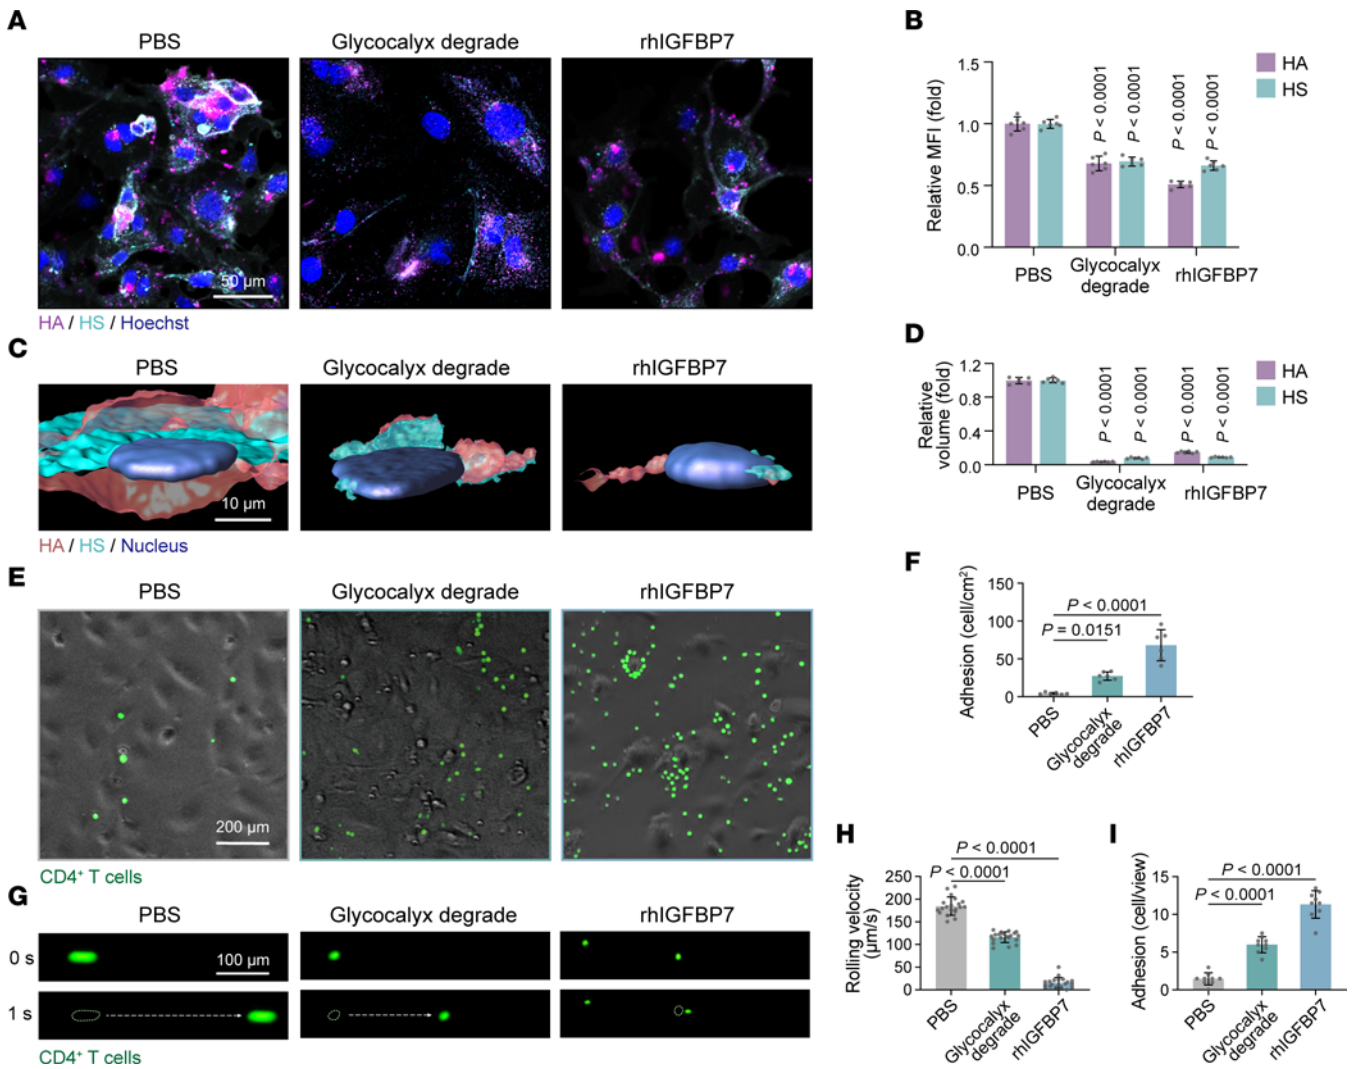 A
PBS
Glycocalyx degrade
rhIGFBP7
50 µm
HA / HS / Hoechst
B
Relative MFI (fold)
1.5
1.0
0.5
0.0
P < 0.0001
P < 0.0001
P < 0.0001
P < 0.0001
PBS
Glycocalyx
degrade
rhIGFBP7
HA
HS
C
PBS
Glycocalyx degrade
rhIGFBP7
10 µm
HA / HS / Nucleus
D
Relative
volume (fold)
1.2
0.8
0.4
0.0
P < 0.0001
P < 0.0001
P < 0.0001
P < 0.0001
PBS
Glycocalyx
degrade
rhIGFBP7
HA
HS
E
PBS
Glycocalyx degrade
rhIGFBP7
200 µm
CD4⁺ T cells
F
Adhesion (cell/cm²)
150
100
50
0
P < 0.0001
P = 0.0151
PBS
Glycocalyx
degrade
rhIGFBP7
G
PBS
Glycocalyx degrade
rhIGFBP7
0 s
100 µm
1 s
CD4⁺ T cells
H
Rolling velocity
(µm/s)
250
200
150
100
50
0
P < 0.0001
P < 0.0001
PBS
Glycocalyx
degrade
rhIGFBP7
I
Adhesion (cell/view)
15
10
5
0
P < 0.0001
P < 0.0001
PBS
Glycocalyx
degrade
rhIGFBP7